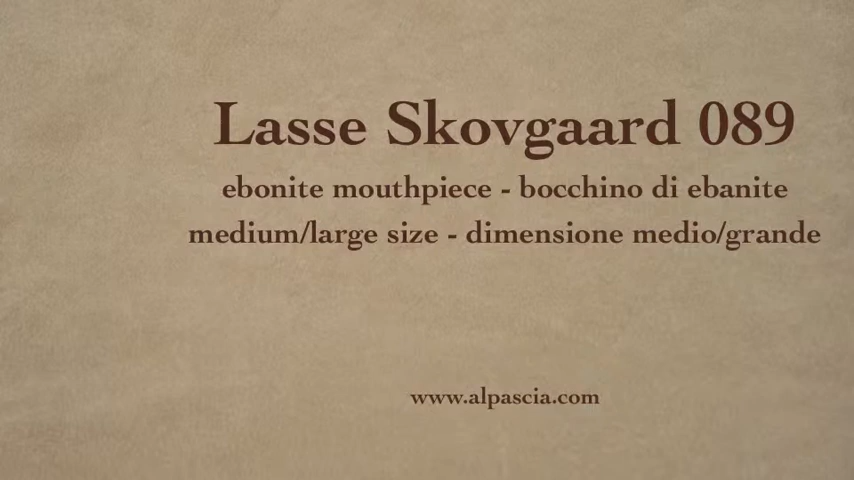 Lasse Skovgaard 089
ebonite mouthpiece - bocchino di ebanite
medium/large size - dimensione medio/grande
www.alpascia.com